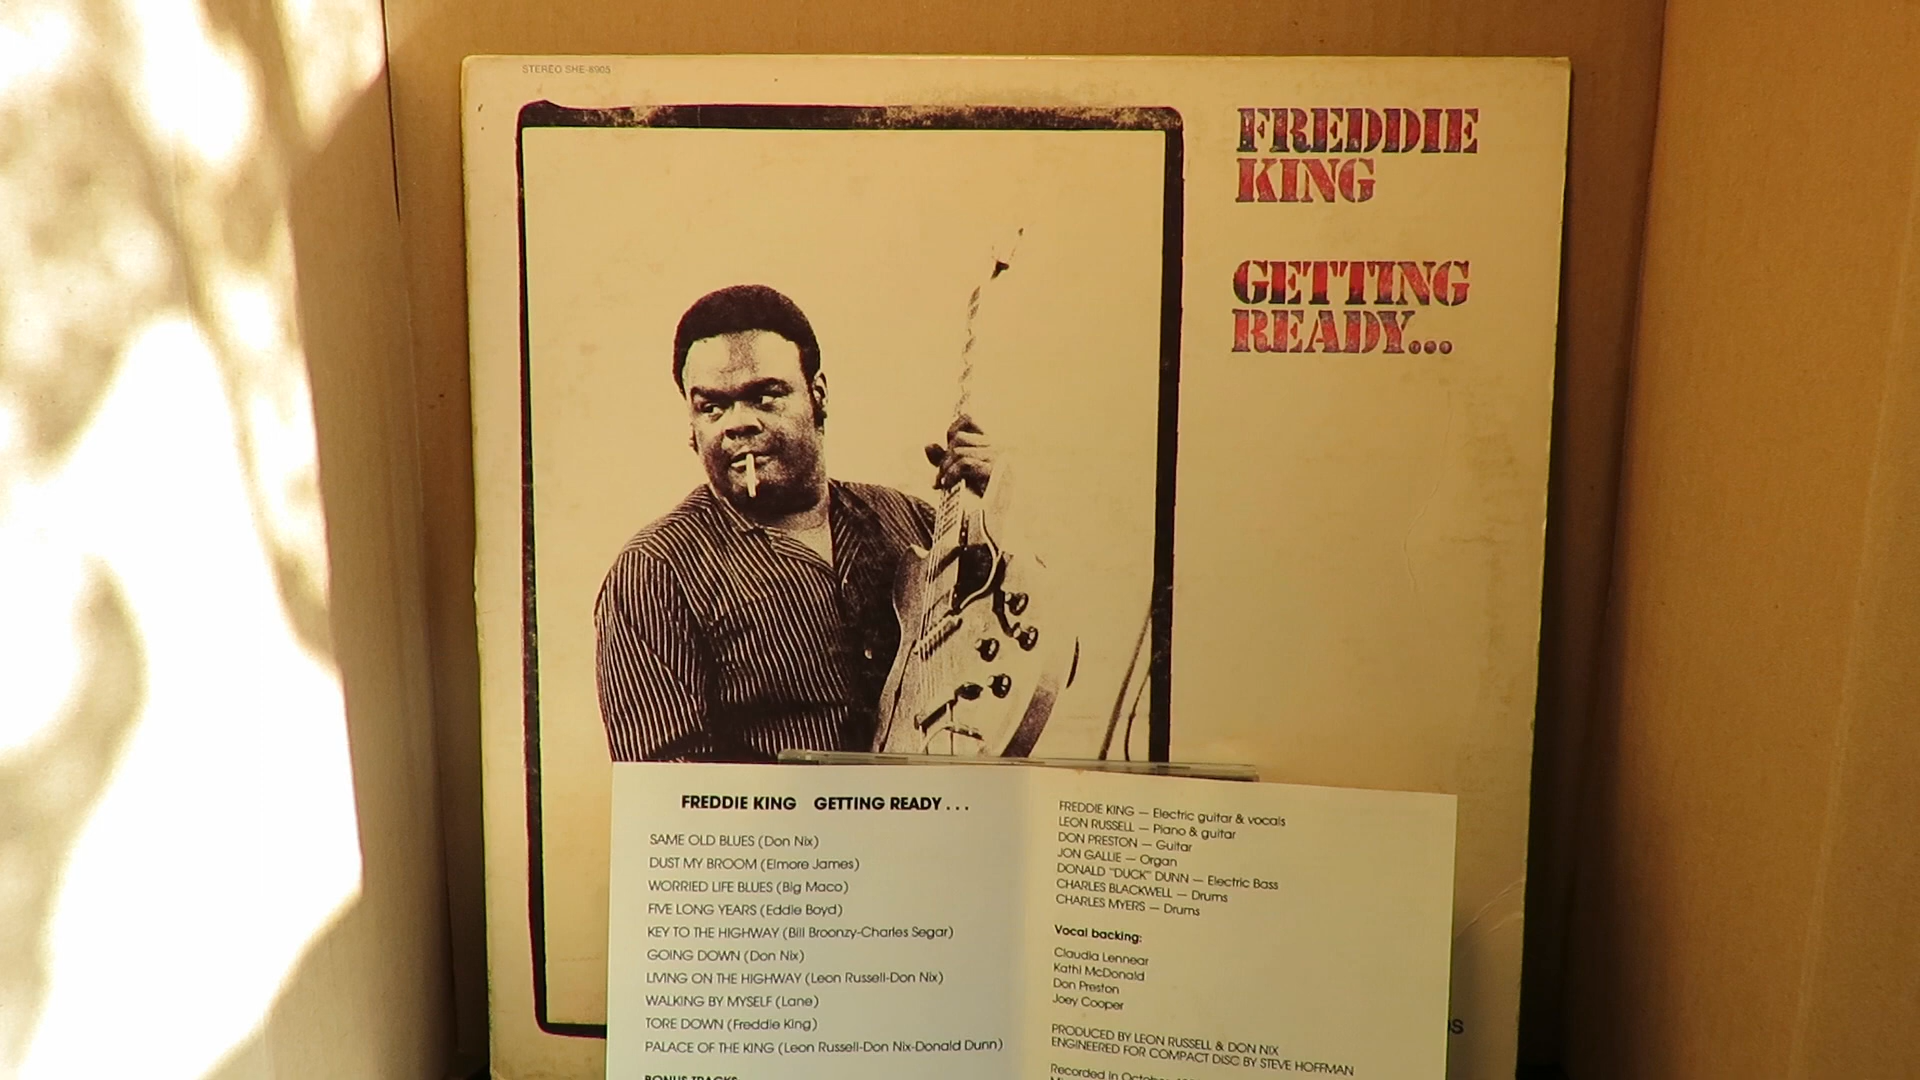 STEREO SHE-8905
FREDDIE
KING
GETTING
READY...
FREDDIE KING GETTING READY . . .
SAME OLD BLUES (Don Nix)
DUST MY BROOM (Elmore James)
WORRIED LIFE BLUES (Big Maco)
FIVE LONG YEARS (Eddie Boyd)
KEY TO THE HIGHWAY (Bill Broonzy-Charles Segar)
GOING DOWN (Don Nix)
LIVING ON THE HIGHWAY (Leon Russell-Don Nix)
WALKING BY MYSELF (Lane)
TORE DOWN (Freddie King)
PALACE OF THE KING (Leon Russell-Don Nix-Donald Dunn)
BONUS TRACKS
FREDDIE KING — Electric guitar & vocals
LEON RUSSELL — Piano & guitar
DON PRESTON — Guitar
JON GALLIE — Organ
DONALD "DUCK" DUNN — Electric Bass
CHARLES BLACKWELL — Drums
CHARLES MYERS — Drums
Vocal backing:
Claudia Lennear
Kathi McDonald
Don Preston
Joey Cooper
PRODUCED BY LEON RUSSELL & DON NIX
ENGINEERED FOR COMPACT DISC BY STEVE HOFFMAN
Recorded in October